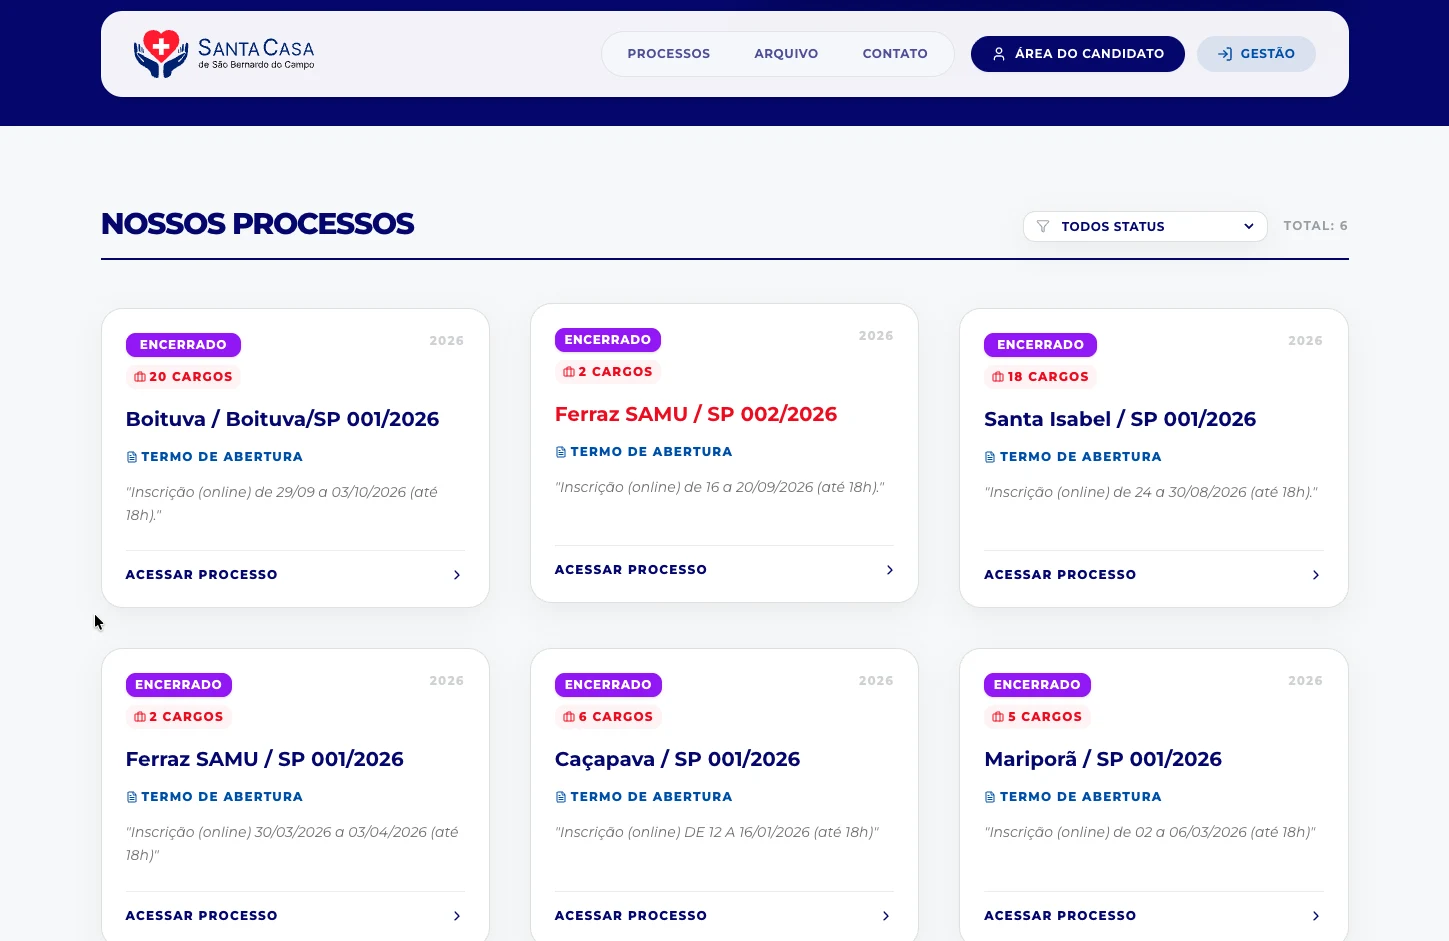 SANTA CASA
de São Bernardo do Campo
PROCESSOS
ARQUIVO
CONTATO
ÁREA DO CANDIDATO
GESTÃO
NOSSOS PROCESSOS
TODOS STATUS
TOTAL: 6
ENCERRADO
2026
20 CARGOS
Boituva / Boituva/SP 001/2026
TERMO DE ABERTURA
"Inscrição (online) de 29/09 a 03/10/2026 (até
18h)."
ACESSAR PROCESSO
ENCERRADO
2026
2 CARGOS
Ferraz SAMU / SP 002/2026
TERMO DE ABERTURA
"Inscrição (online) de 16 a 20/09/2026 (até 18h)."
ACESSAR PROCESSO
ENCERRADO
2026
18 CARGOS
Santa Isabel / SP 001/2026
TERMO DE ABERTURA
"Inscrição (online) de 24 a 30/08/2026 (até 18h)."
ACESSAR PROCESSO
ENCERRADO
2026
2 CARGOS
Ferraz SAMU / SP 001/2026
TERMO DE ABERTURA
"Inscrição (online) 30/03/2026 a 03/04/2026 (até
18h)"
ACESSAR PROCESSO
ENCERRADO
2026
6 CARGOS
Caçapava / SP 001/2026
TERMO DE ABERTURA
"Inscrição (online) DE 12 A 16/01/2026 (até 18h)"
ACESSAR PROCESSO
ENCERRADO
2026
5 CARGOS
Mariporã / SP 001/2026
TERMO DE ABERTURA
"Inscrição (online) de 02 a 06/03/2026 (até 18h)"
ACESSAR PROCESSO